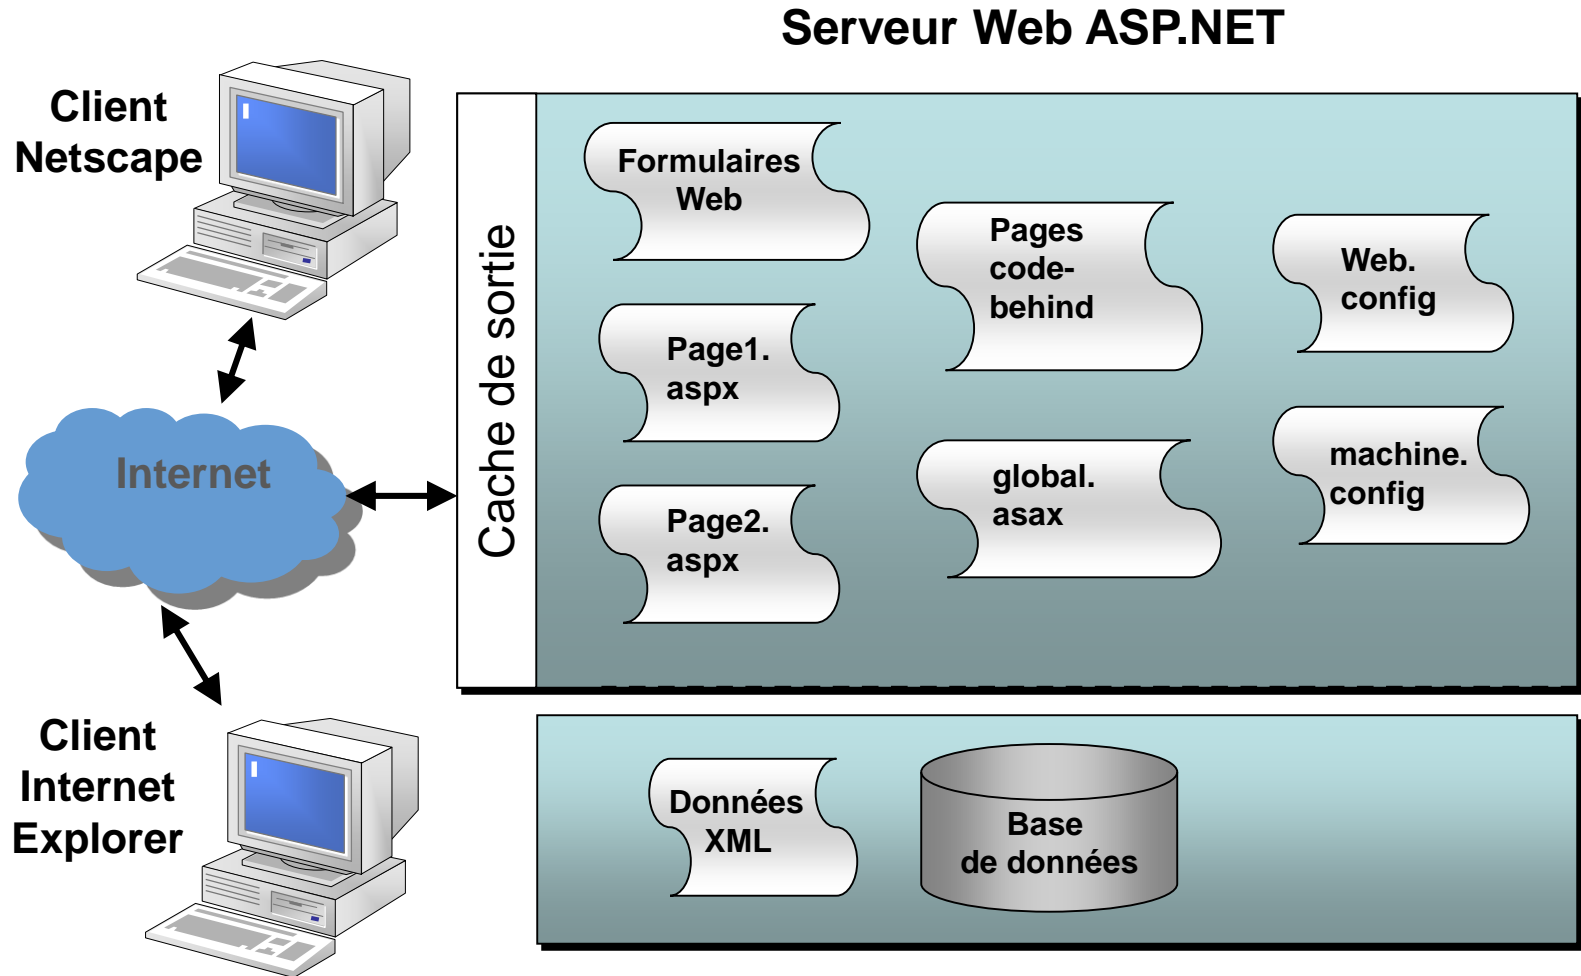 Serveur Web ASP.NET
Client
Netscape
Internet
Client
Internet
Explorer
Cache de sortie
Formulaires
Web
Page1.
aspx
Page2.
aspx
Pages
code-
behind
global.
asax
Web.
config
machine.
config
Données
XML
Base
de données